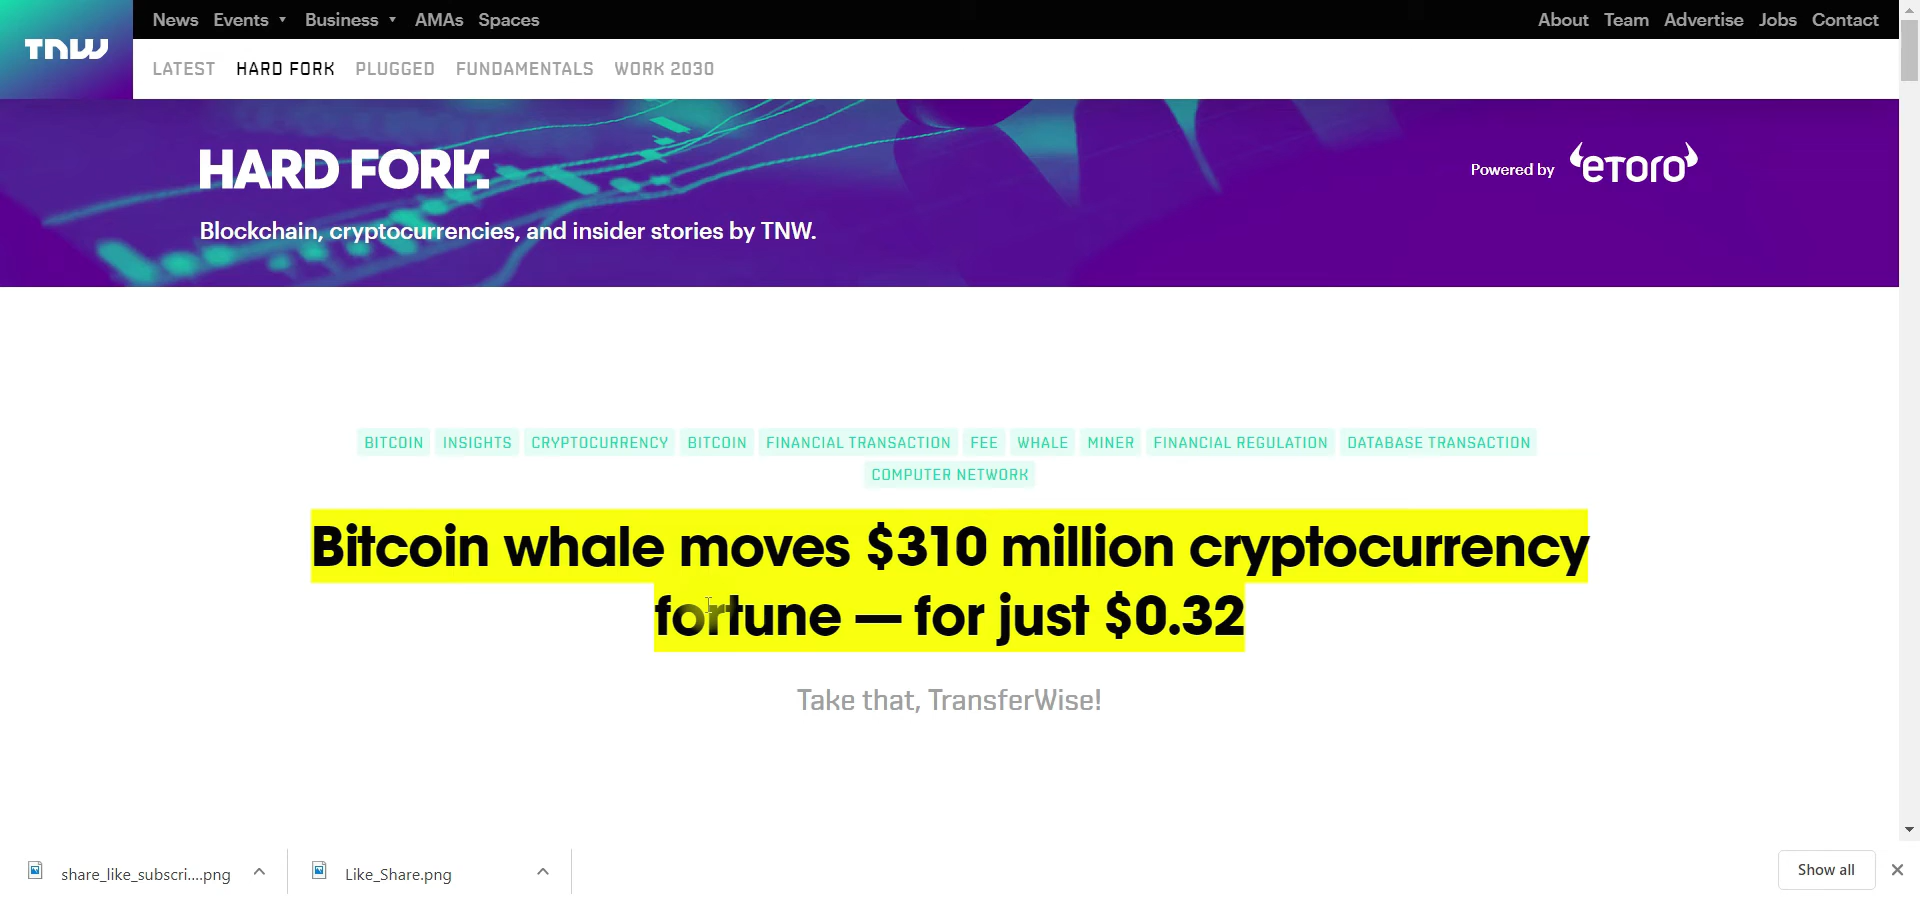 News Events Business AMAs Spaces About Team Advertise Jobs Contact
TNW
LATEST HARD FORK PLUGGED FUNDAMENTALS WORK 2030
HARD FORK.
Powered by eToro
Blockchain, cryptocurrencies, and insider stories by TNW.
BITCOIN INSIGHTS CRYPTOCURRENCY BITCOIN FINANCIAL TRANSACTION FEE WHALE MINER FINANCIAL REGULATION DATABASE TRANSACTION
COMPUTER NETWORK
Bitcoin whale moves $310 million cryptocurrency
fortune — for just $0.32
Take that, TransferWise!
share_like_subscri....png Like_Share.png Show all